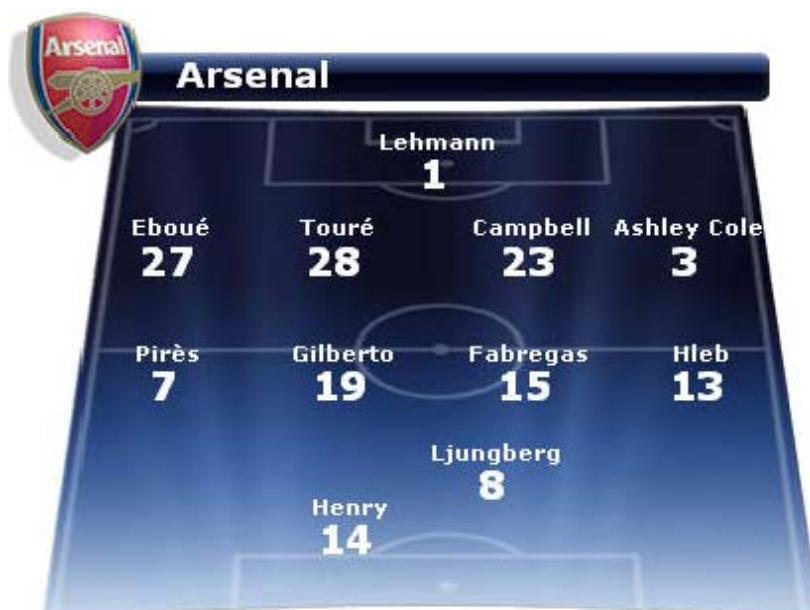 Arsenal
Arsenal
Lehmann
1
Eboué Touré Campbell Ashley Cole
27 28 23 3
Pirès Gilberto Fabregas Hleb
7 19 15 13
Ljungberg
8
Henry
14